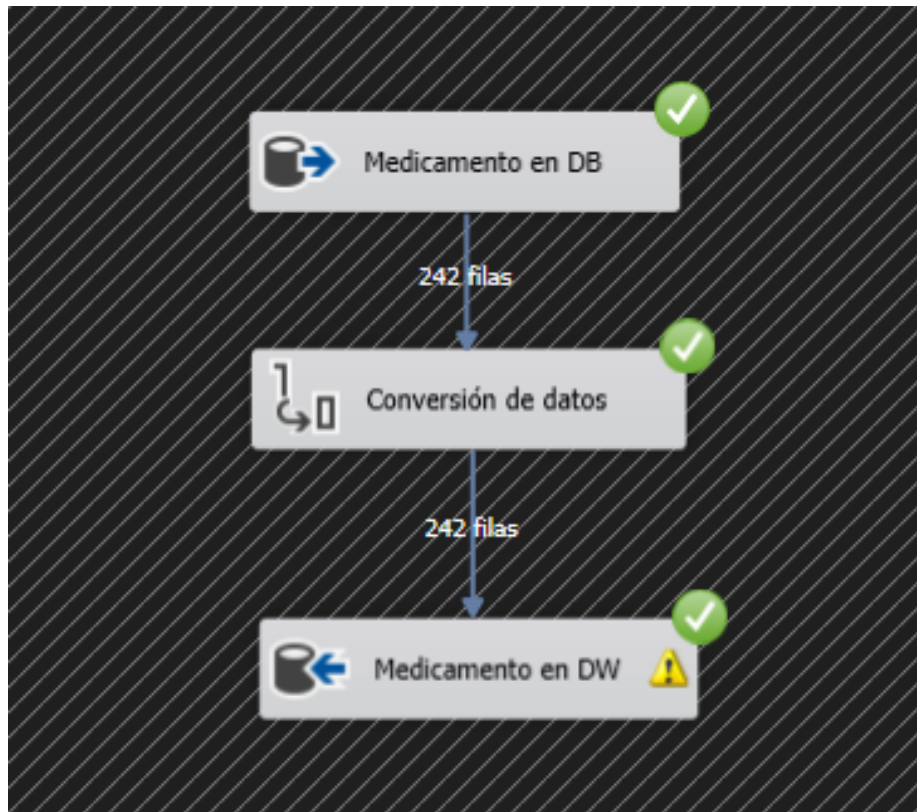 Medicamento en DB
242 filas
Conversión de datos
242 filas
Medicamento en DW